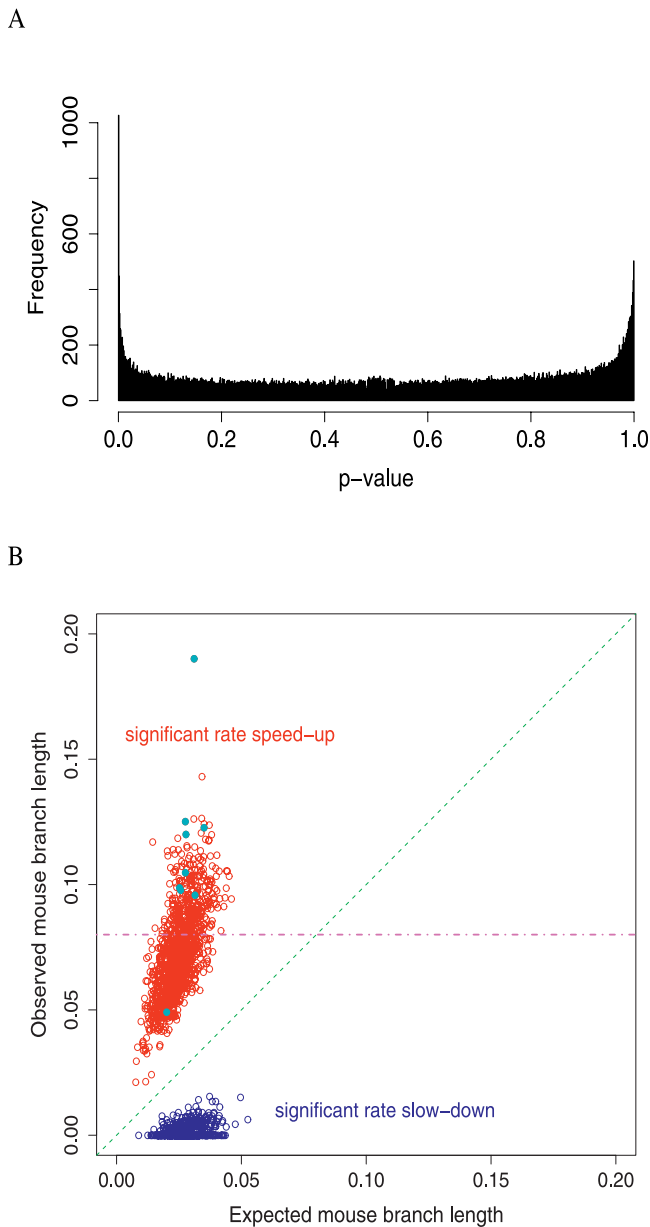 A
1000
600
200
0
Frequency
0.0 0.2 0.4 0.6 0.8 1.0
p−value
B
0.20
0.15
0.10
0.05
0.00
Observed mouse branch length
significant rate speed−up
significant rate slow−down
0.00 0.05 0.10 0.15 0.20
Expected mouse branch length